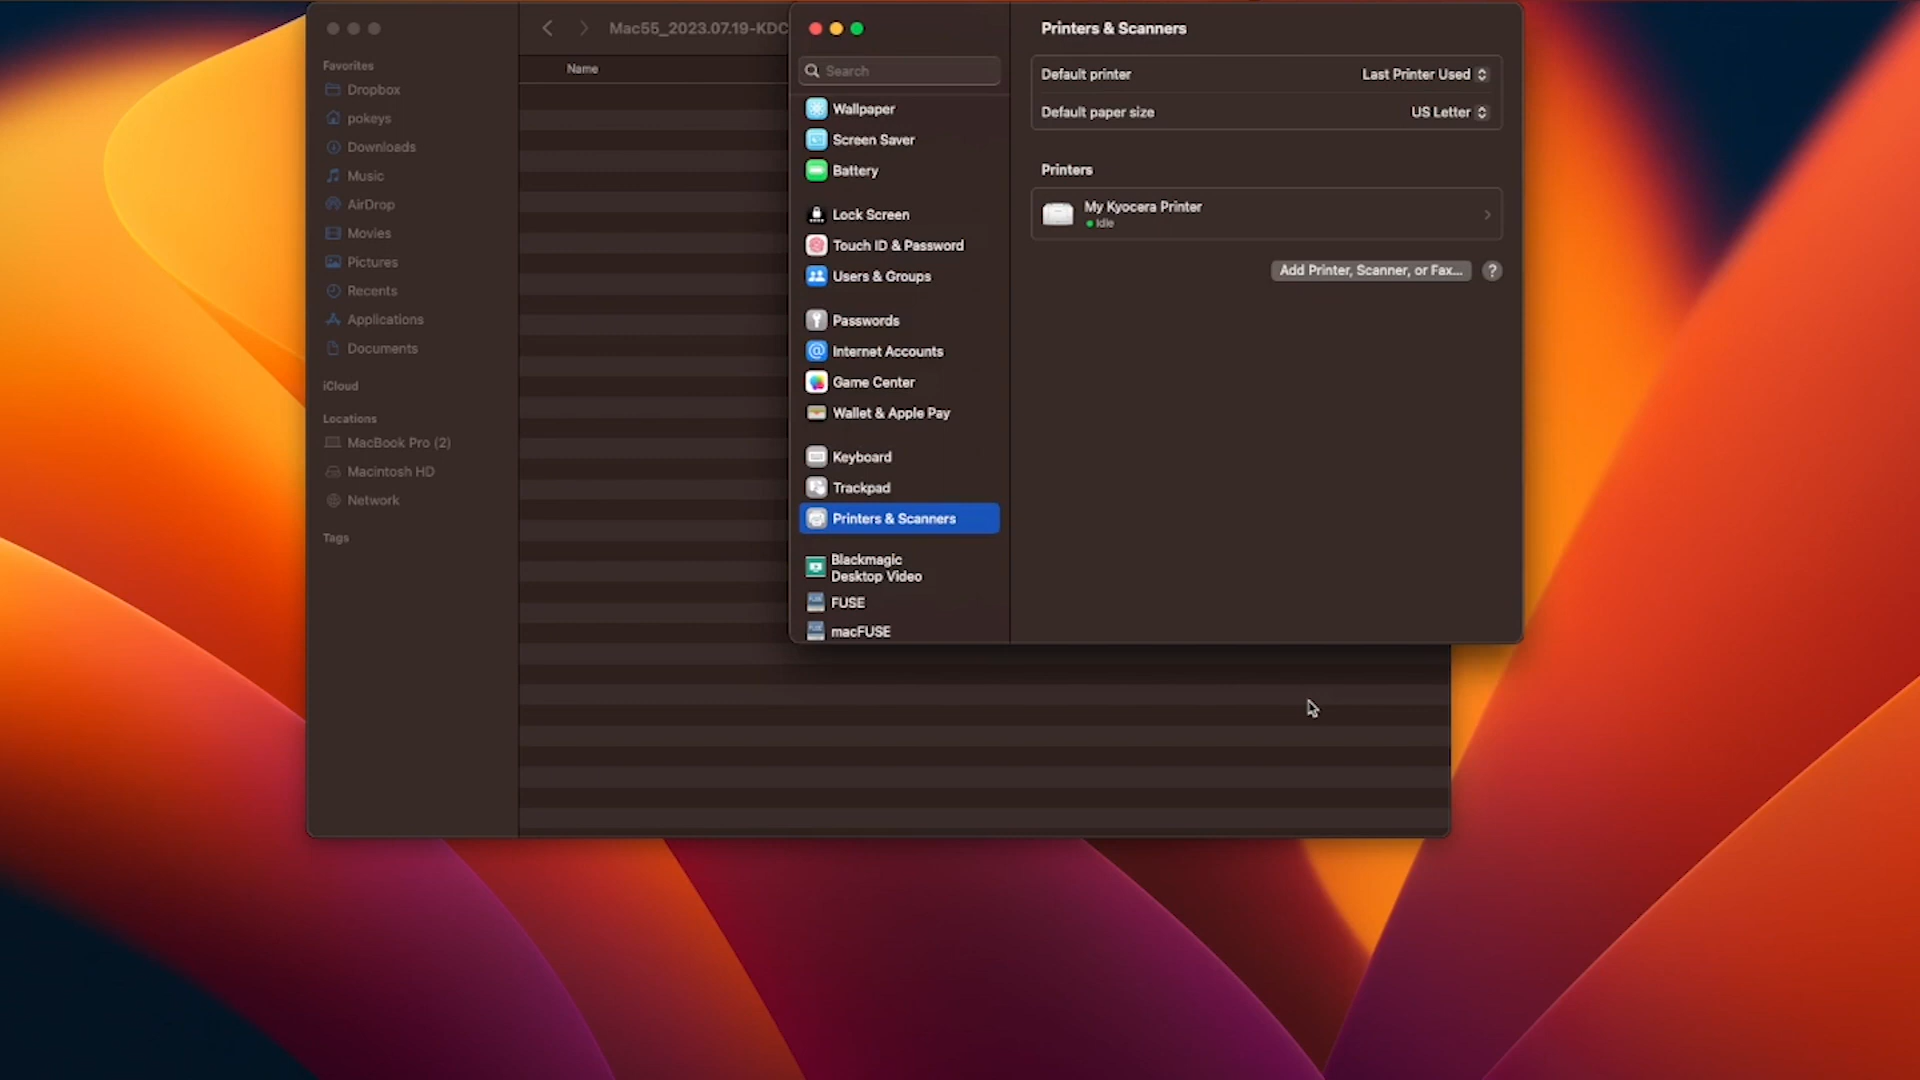 Favorites
Dropbox
pokeys
Downloads
Music
AirDrop
Movies
Pictures
Recents
Applications
Documents
iCloud
Locations
MacBook Pro (2)
Macintosh HD
Network
Tags
Mac55_2023.07.19-KDC
Name
Search
Wallpaper
Screen Saver
Battery
Lock Screen
Touch ID & Password
Users & Groups
Passwords
Internet Accounts
Game Center
Wallet & Apple Pay
Keyboard
Trackpad
Printers & Scanners
Blackmagic
Desktop Video
FUSE
macFUSE
Printers & Scanners
Default printer Last Printer Used
Default paper size US Letter
Printers
My Kyocera Printer
Idle
Add Printer, Scanner, or Fax... ?